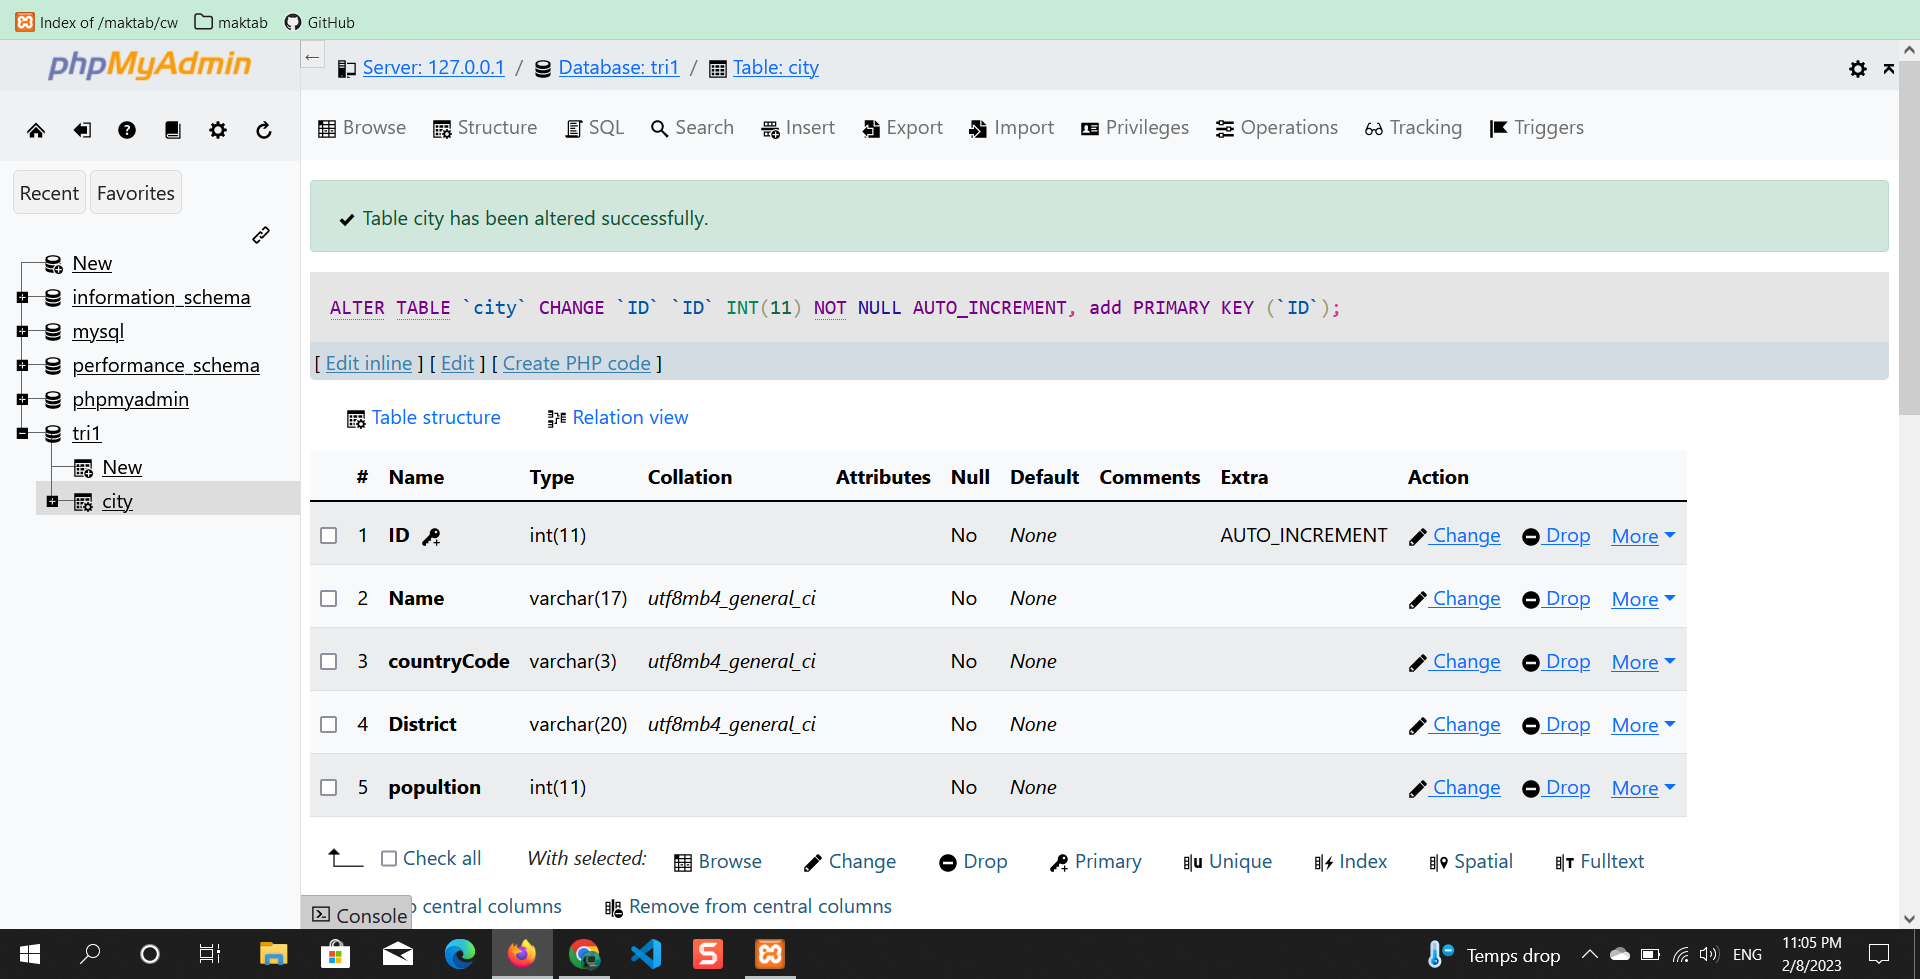 Index of /maktab/cw maktab GitHub
phpMyAdmin
Server: 127.0.0.1 / Database: tri1 / Table: city
Browse Structure SQL Search Insert Export Import Privileges Operations Tracking Triggers
Recent Favorites
New
information_schema
mysql
performance_schema
phpmyadmin
tri1
New
city
Table city has been altered successfully.
ALTER TABLE `city` CHANGE `ID` `ID` INT(11) NOT NULL AUTO_INCREMENT, add PRIMARY KEY (`ID`);
[ Edit inline ] [ Edit ] [ Create PHP code ]
Table structure Relation view
# Name Type Collation Attributes Null Default Comments Extra Action
1 ID int(11) No None AUTO_INCREMENT Change Drop More
2 Name varchar(17) utf8mb4_general_ci No None Change Drop More
3 countryCode varchar(3) utf8mb4_general_ci No None Change Drop More
4 District varchar(20) utf8mb4_general_ci No None Change Drop More
5 popultion int(11) No None Change Drop More
Check all With selected: Browse Change Drop Primary Unique Index Spatial Fulltext
central columns Remove from central columns
Console
Temps drop ENG 11:05 PM
2/8/2023